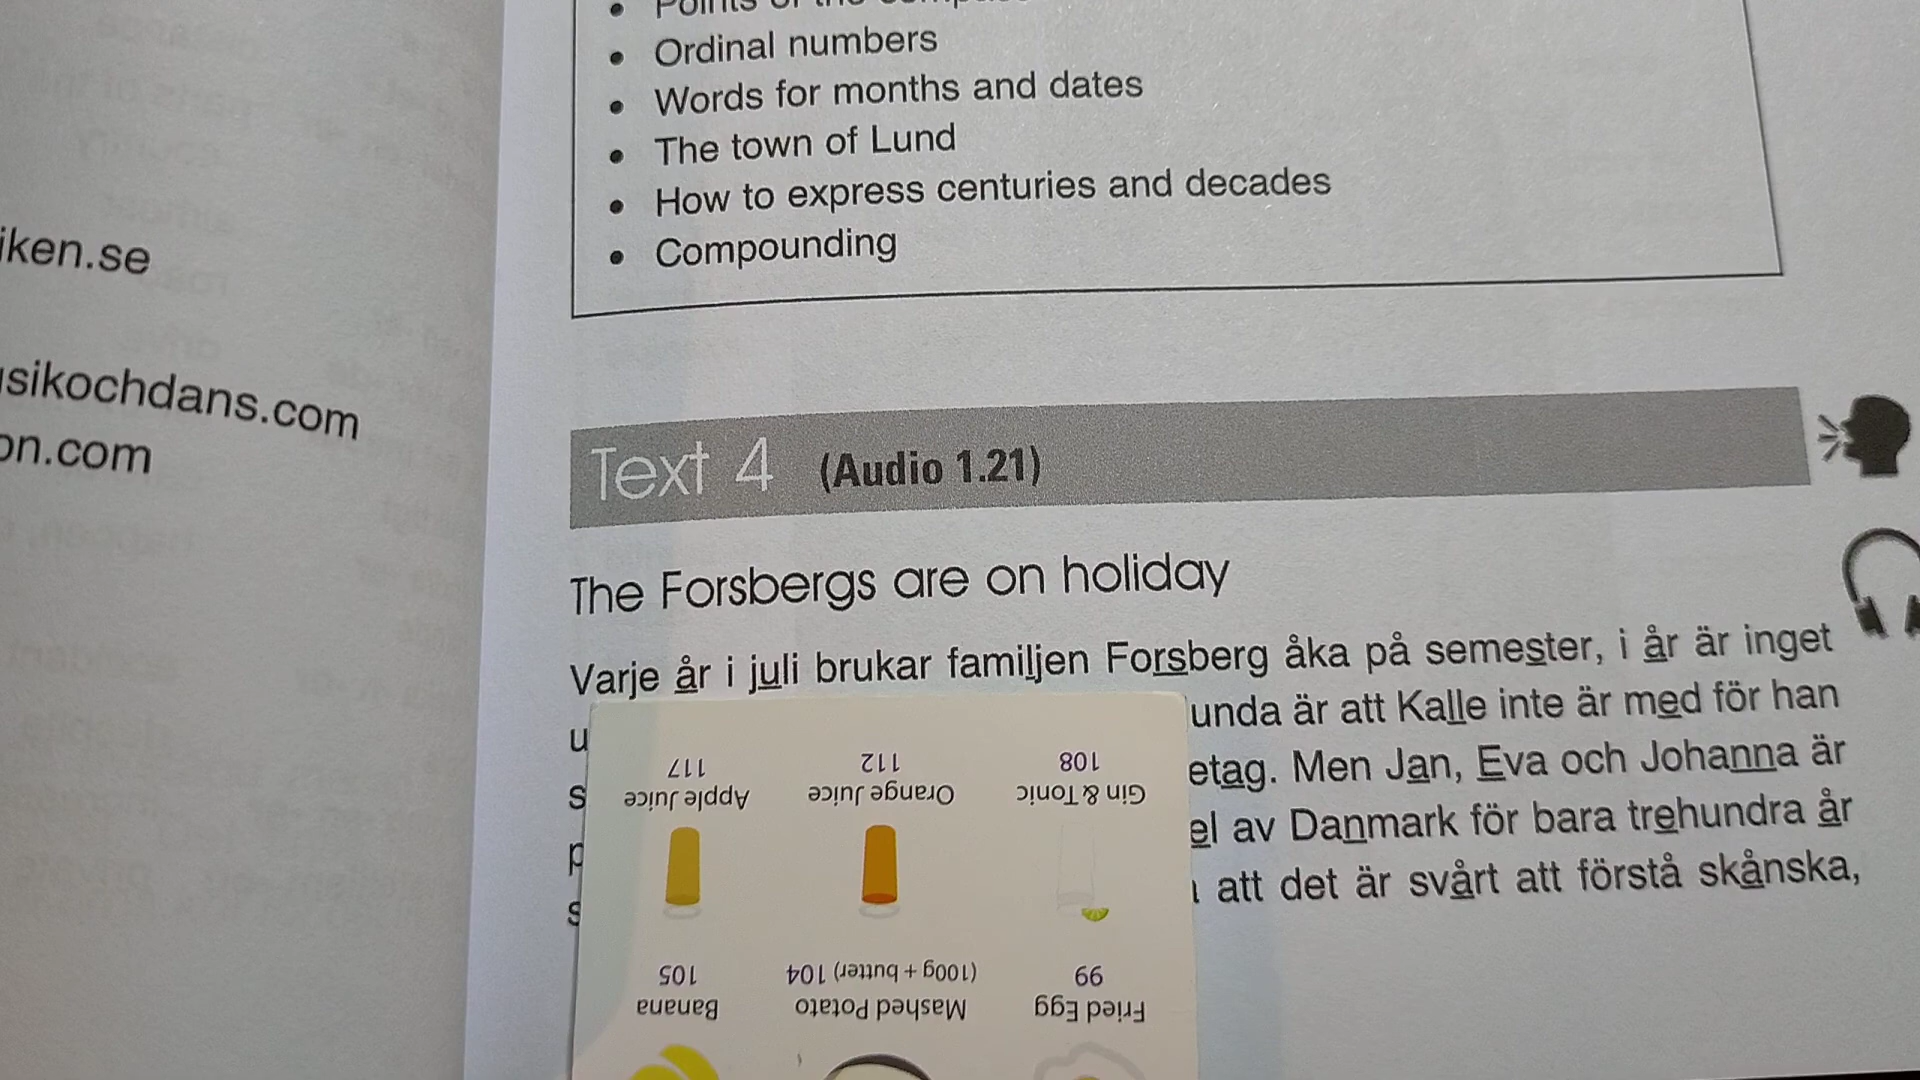 Ordinal numbers
Words for months and dates
The town of Lund
How to express centuries and decades
Compounding
iken.se
sikochdans.com
on.com
Text 4 (Audio 1.21)
The Forsbergs are on holiday
Varje år i juli brukar familjen Forsberg åka på semester, i år är inget
u unda är att Kalle inte är med för han
s etag. Men Jan, Eva och Johanna är
p el av Danmark för bara trehundra år
s att det är svårt att förstå skånska,
Fried Egg
99
Mashed Potato
(100g + butter) 104
Banana
105
Gin & Tonic
108
Orange Juice
112
Apple Juice
117